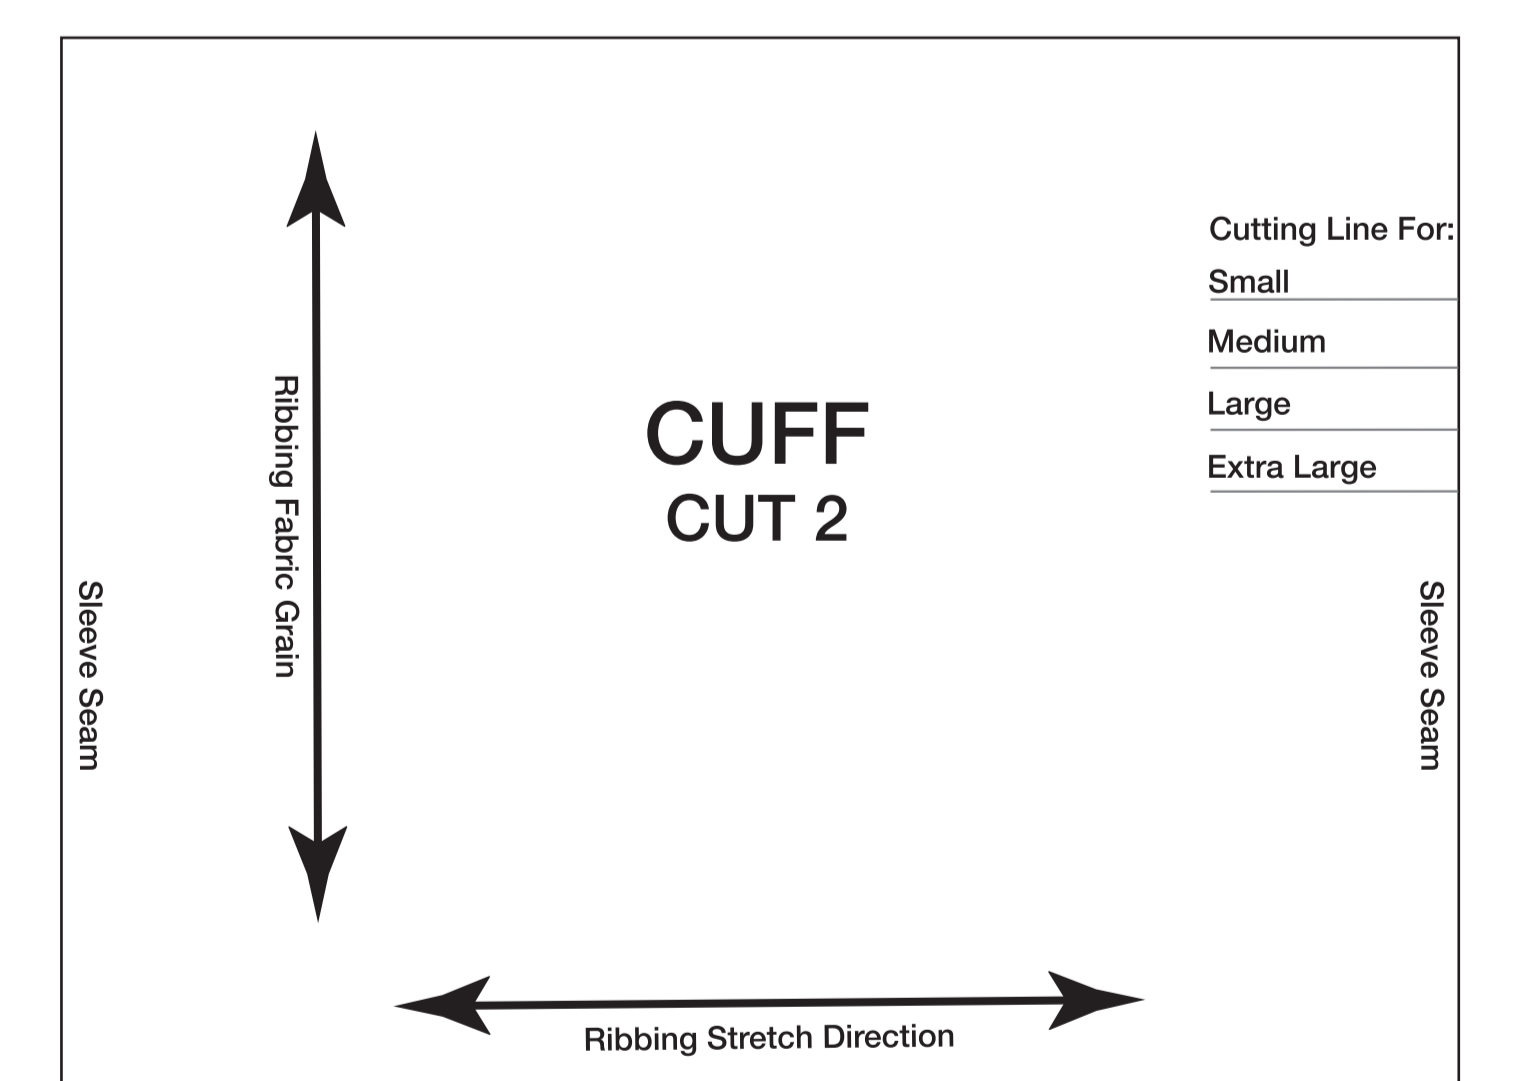 Cutting Line For:
Small
Medium
Large
Extra Large
CUFF
CUT 2
Ribbing Fabric Grain
Sleeve Seam
Sleeve Seam
Ribbing Stretch Direction